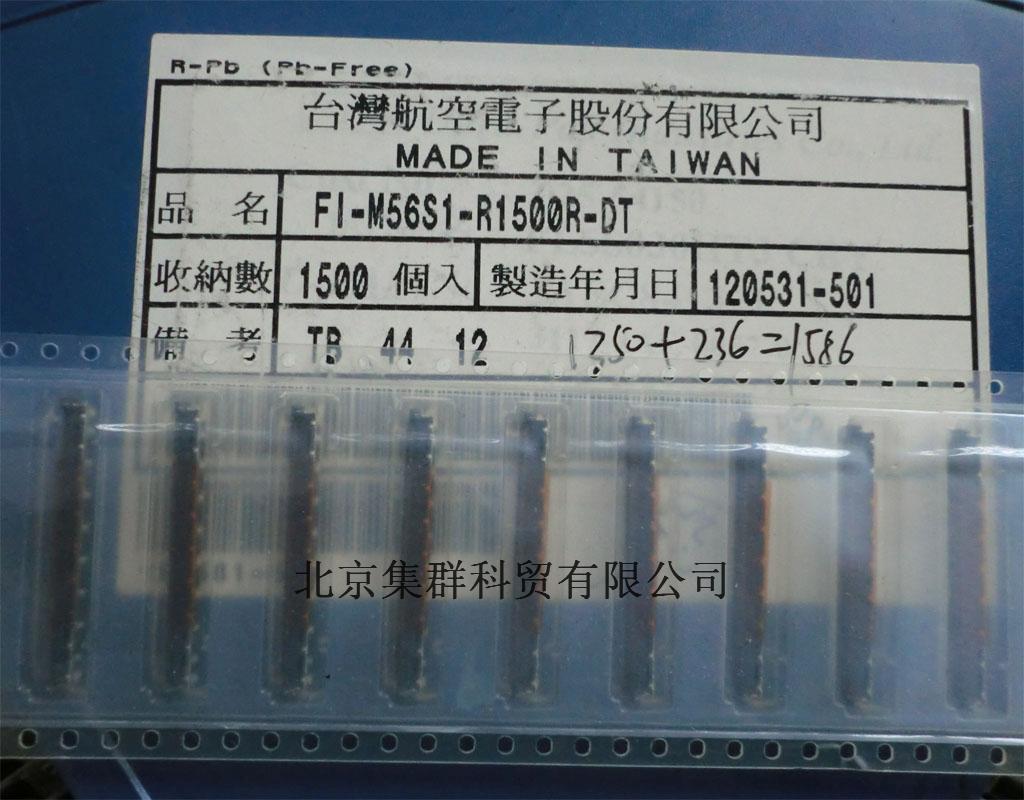 R-Pb (Pb-Free)
台灣航空電子股份有限公司
MADE IN TAIWAN
品 名 FI-M56S1-R1500R-DT
收納數 1500 個入 製造年月日 120531-501
備 考 TB 44 12 1350+236=1586
北京集群科贸有限公司